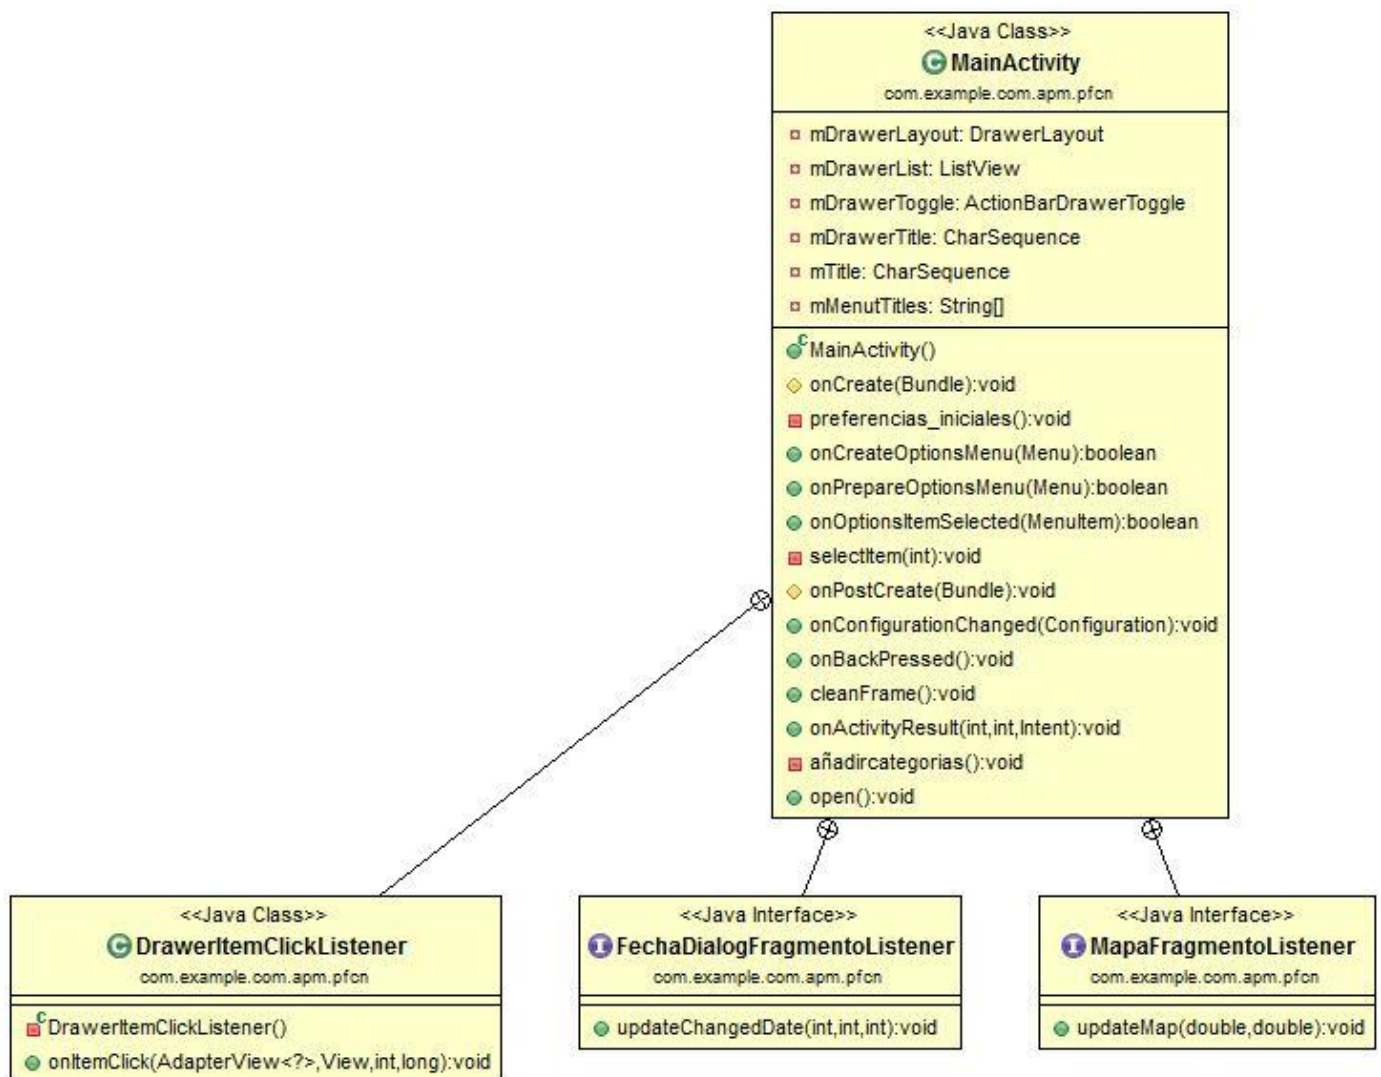 <<Java Class>>
MainActivity
com.example.com.apm.pfcn
mDrawerLayout: DrawerLayout
mDrawerList: ListView
mDrawerToggle: ActionBarDrawerToggle
mDrawerTitle: CharSequence
mTitle: CharSequence
mMenutTitles: String[]
MainActivity()
onCreate(Bundle):void
preferencias_iniciales():void
onCreateOptionsMenu(Menu):boolean
onPrepareOptionsMenu(Menu):boolean
onOptionsItemSelected(MenuItem):boolean
selectItem(int):void
onPostCreate(Bundle):void
onConfigurationChanged(Configuration):void
onBackPressed():void
cleanFrame():void
onActivityResult(int,int,Intent):void
añadircategorias():void
open():void
<<Java Class>>
DrawerItemClickListener
com.example.com.apm.pfcn
DrawerItemClickListener()
onItemClick(AdapterView<?>,View,int,long):void
<<Java Interface>>
FechaDialogFragmentoListener
com.example.com.apm.pfcn
updateChangedDate(int,int,int):void
<<Java Interface>>
MapaFragmentoListener
com.example.com.apm.pfcn
updateMap(double,double):void